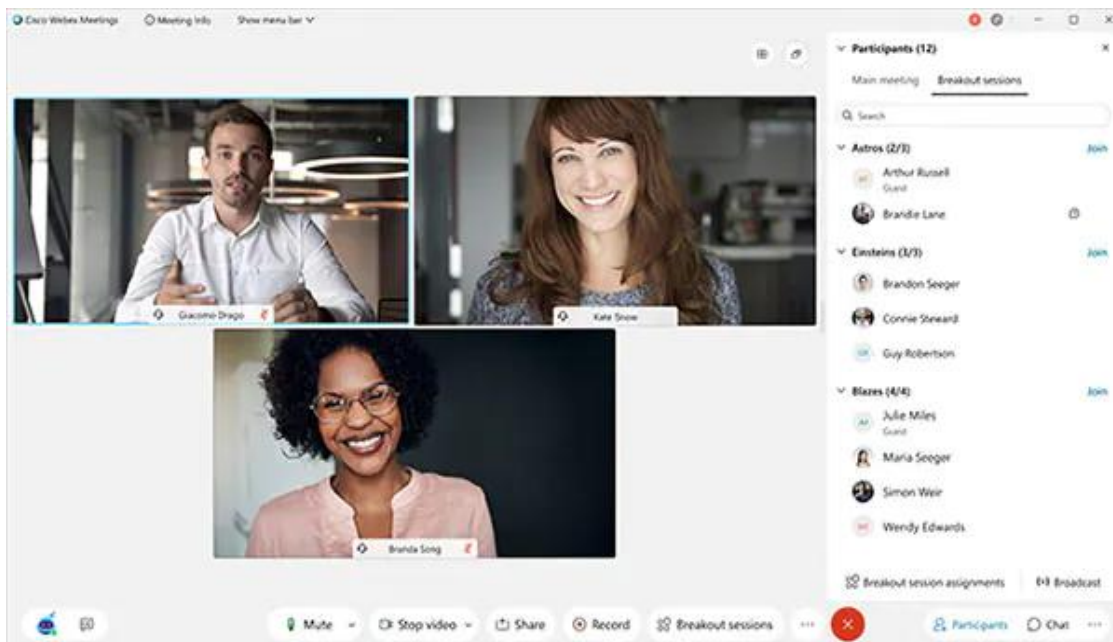 Cisco Webex Meetings
Meeting Info
Show menu bar
Participants (12)
Main meeting
Breakout sessions
Search
Astros (2/3)
Join
Arthur Russell
Guest
Brandie Lane
Einsteins (3/3)
Join
Brandon Seeger
Connie Steward
Guy Robertson
Blazes (4/4)
Join
Julie Miles
Guest
Maria Seeger
Simon Weir
Wendy Edwards
Giacomo Drago
Kate Snow
Branda Song
Breakout session assignments
Broadcast
Mute
Stop video
Share
Record
Breakout sessions
Participants
Chat